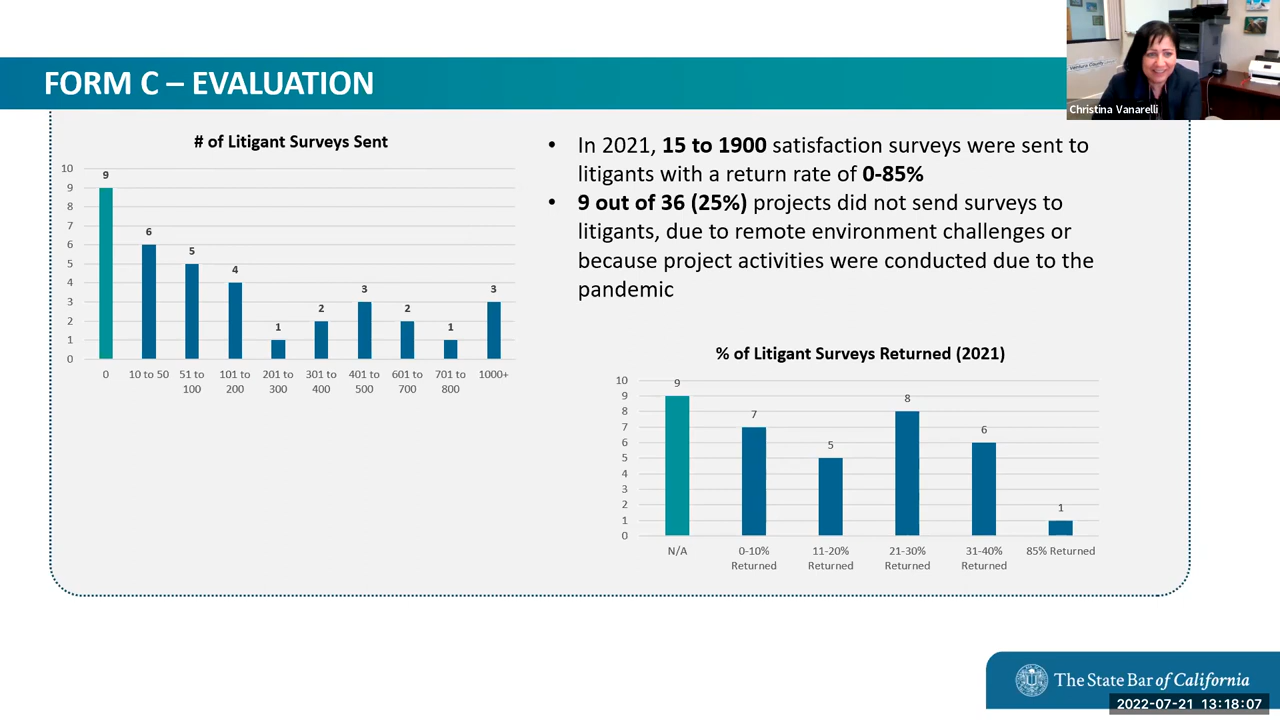 FORM C – EVALUATION
Christina Vanarelli
# of Litigant Surveys Sent
10
9
8
7
6
5
4
3
2
1
0
9
6
5
4
1
2
3
2
1
3
0
10 to 50
51 to
100
101 to
200
201 to
300
301 to
400
401 to
500
601 to
700
701 to
800
1000+
• In 2021, 15 to 1900 satisfaction surveys were sent to
litigants with a return rate of 0-85%
• 9 out of 36 (25%) projects did not send surveys to
litigants, due to remote environment challenges or
because project activities were conducted due to the
pandemic
% of Litigant Surveys Returned (2021)
10
9
8
7
6
5
4
3
2
1
0
9
7
5
8
6
1
N/A
0-10%
Returned
11-20%
Returned
21-30%
Returned
31-40%
Returned
85% Returned
The State Bar of California
2022-07-21 13:18:07